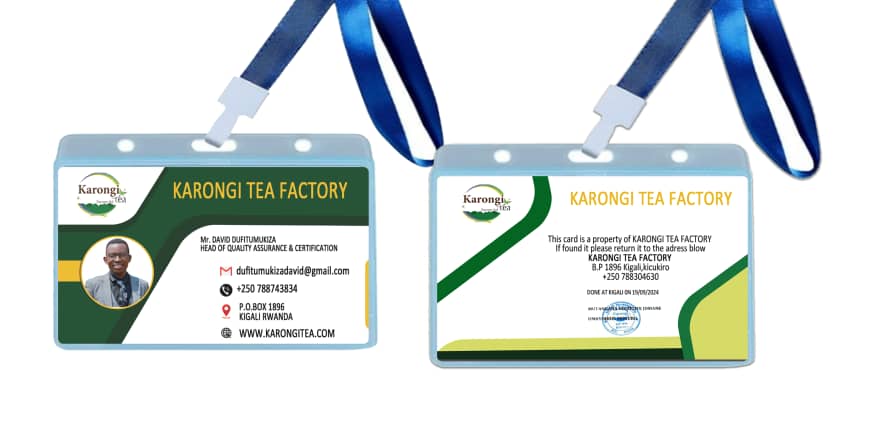 Karongi
tea
KARONGI TEA FACTORY
Mr. DAVID DUFITUMUKIZA
HEAD OF QUALITY ASSURANCE & CERTIFICATION
dufitumukizadavid@gmail.com
+250 788743834
P.O.BOX 1896
KIGALI RWANDA
WWW.KARONGITEA.COM
Karongi
tea
KARONGI TEA FACTORY
This card is a property of KARONGI TEA FACTORY
If found it please return it to the adress blow
KARONGI TEA FACTORY
B.P 1896 Kigali,kicukiro
+250 788304630
DONE AT KIGALI ON 19/09/2024